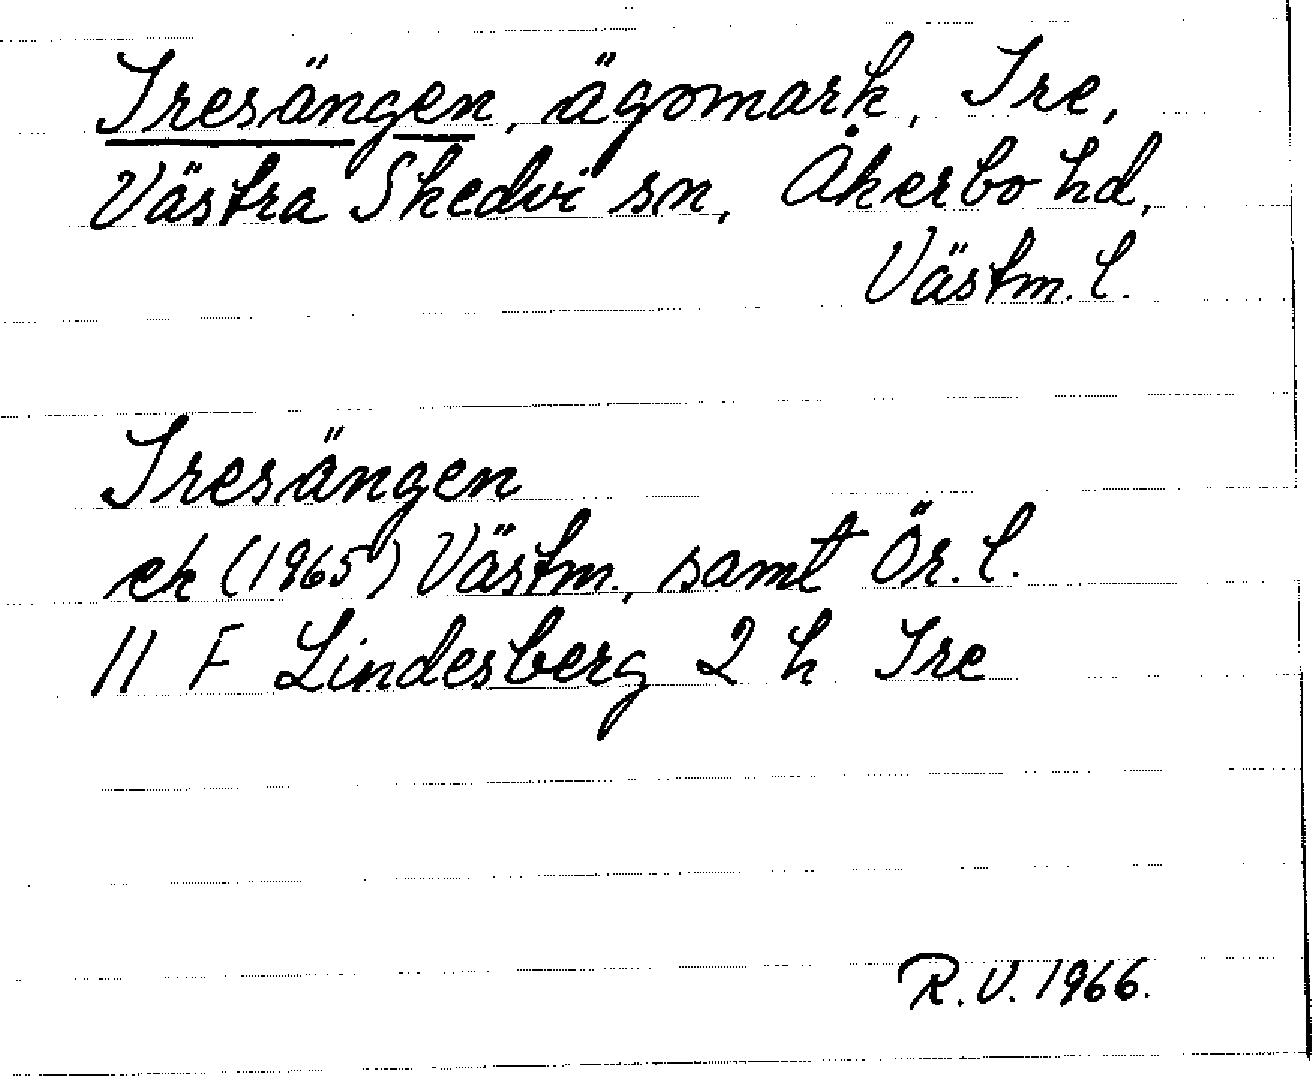 Iresängen, ägomark, Ire,
Västra Skedvi sn, Åkerbo hd,
Västm. l.
Iresängen
ek (1965) Västm., samt Ör. l.
11 F Lindesberg 2 h Ire
R.V. 1966.